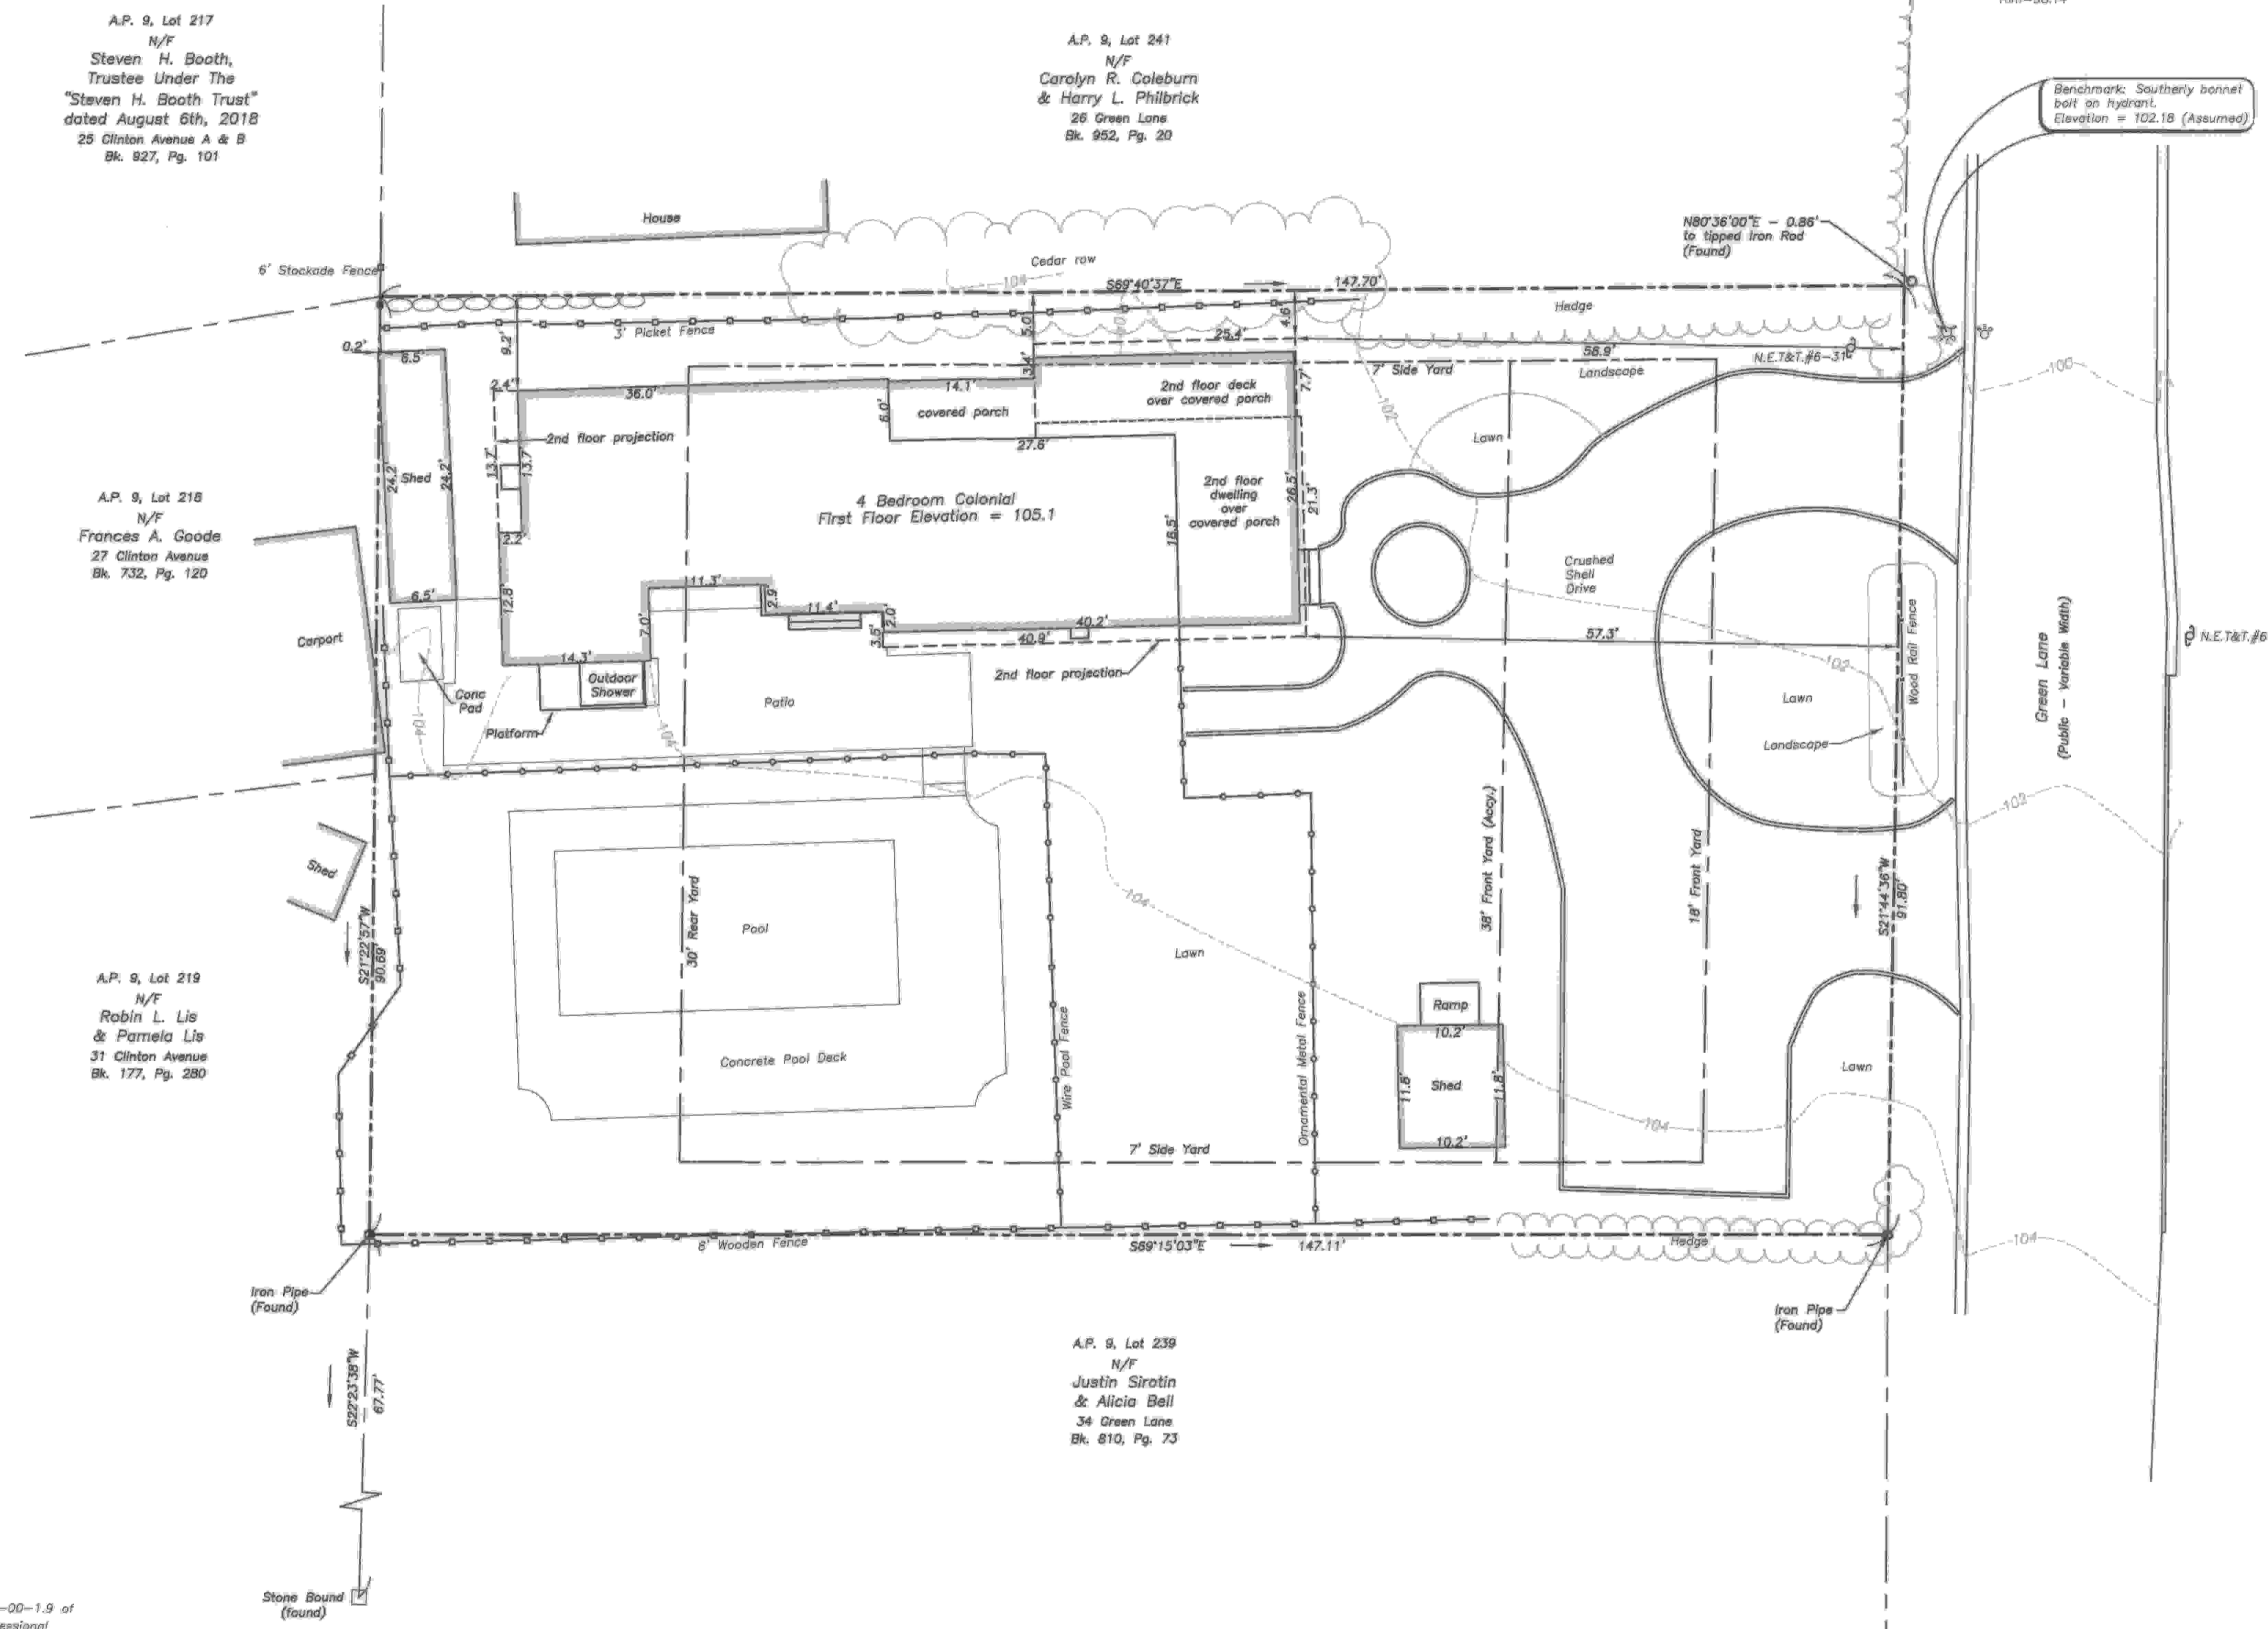 A.P. 9, Lot 217
N/F
Steven H. Booth,
Trustee Under The
"Steven H. Booth Trust"
dated August 6th, 2018
25 Clinton Avenue A & B
Bk. 927, Pg. 101
A.P. 9, Lot 241
N/F
Carolyn R. Coleburn
& Harry L. Philbrick
26 Green Lane
Bk. 952, Pg. 20
Benchmark: Southerly bonnet
bolt on hydrant.
Elevation = 102.18 (Assumed)
House
N80°36'00"E - 0.86'
to tipped Iron Rod
(Found)
6' Stockade Fence
Cedar row
104
S69°40'37"E
147.70'
Hedge
3' Picket Fence
9.2'
5.0'
4.6'
25.4'
58.9'
N.E.T&T.#6-31
0.2'
6.5'
3.4'
7.7'
7' Side Yard
Landscape
100
2.4'
36.0'
14.1'
2nd floor deck
over covered porch
6.0'
covered porch
102
2nd floor projection
27.6'
Lawn
13.7'
13.7'
24.2'
Shed
24.2'
2nd floor
dwelling
over
covered porch
26.5'
21.3'
4 Bedroom Colonial
First Floor Elevation = 105.1
16.5'
A.P. 9, Lot 218
N/F
Frances A. Goode
27 Clinton Avenue
Bk. 732, Pg. 120
2.2'
Crushed
Shell
Drive
6.5'
12.8'
11.3'
2.9'
11.4'
2.0'
7.0'
3.5'
40.2'
40.9'
57.3'
Carport
14.3'
Outdoor
Shower
2nd floor projection
102
Wood Rail Fence
Green Lane
(Public - Variable Width)
N.E.T&T.#6
Conc
Pad
Patio
Lawn
104
Platform
104
Landscape
102
Shed
38' Front Yard (Accy.)
18' Front Yard
104
S21°22'57"W
90.69'
30' Rear Yard
Pool
Lawn
S21°44'36"W
91.80'
A.P. 9, Lot 219
N/F
Robin L. Lis
& Pamela Lis
31 Clinton Avenue
Bk. 177, Pg. 280
Ramp
10.2'
Concrete Pool Deck
Wire Pool Fence
Ornamental Metal Fence
11.8'
Shed
11.8'
Lawn
10.2'
104
7' Side Yard
6' Wooden Fence
S69°15'03"E
147.11'
Hedge
104
Iron Pipe
(Found)
Iron Pipe
(Found)
A.P. 9, Lot 239
N/F
Justin Sirotin
& Alicia Bell
34 Green Lane
Bk. 810, Pg. 73
S22°23'38"W
67.77'
Stone Bound
(found)
-00-1.9 of